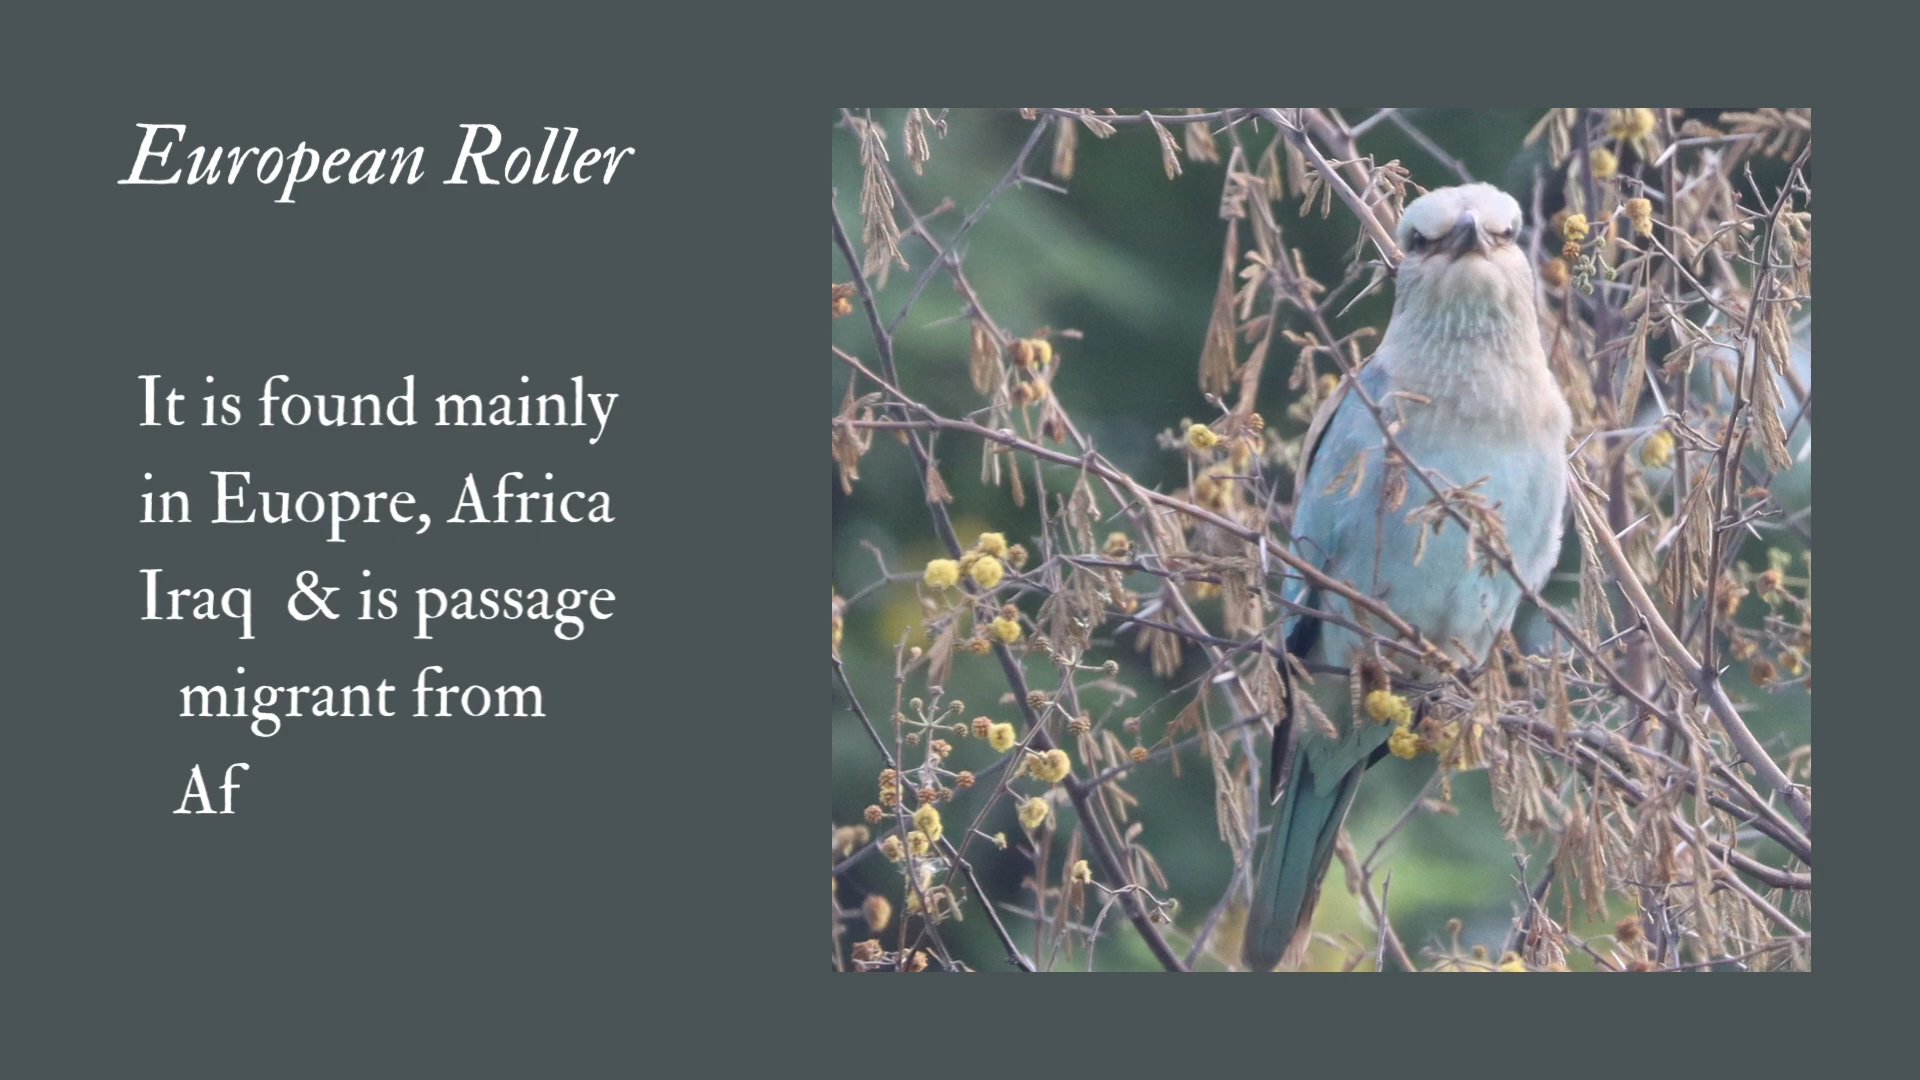 European Roller
It is found mainly
in Euopre, Africa
Iraq & is passage
migrant from
Af